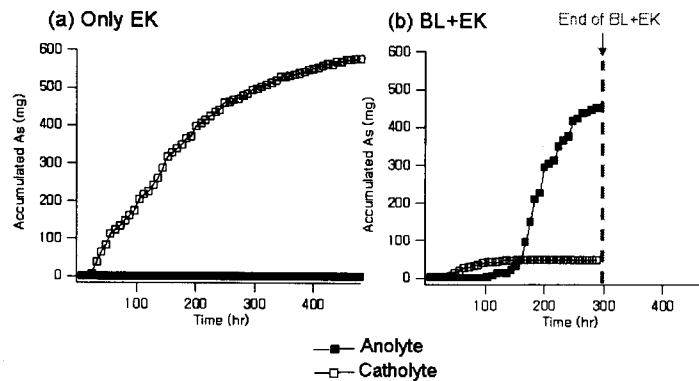 (a) Only EK
(b) BL+EK
End of BL+EK
Accumulated As (mg)
600
500
400
300
200
100
0
100
200
300
400
Time (hr)
Accumulated As (mg)
600
500
400
300
200
100
0
100
200
300
400
Time (hr)
Anolyte
Catholyte